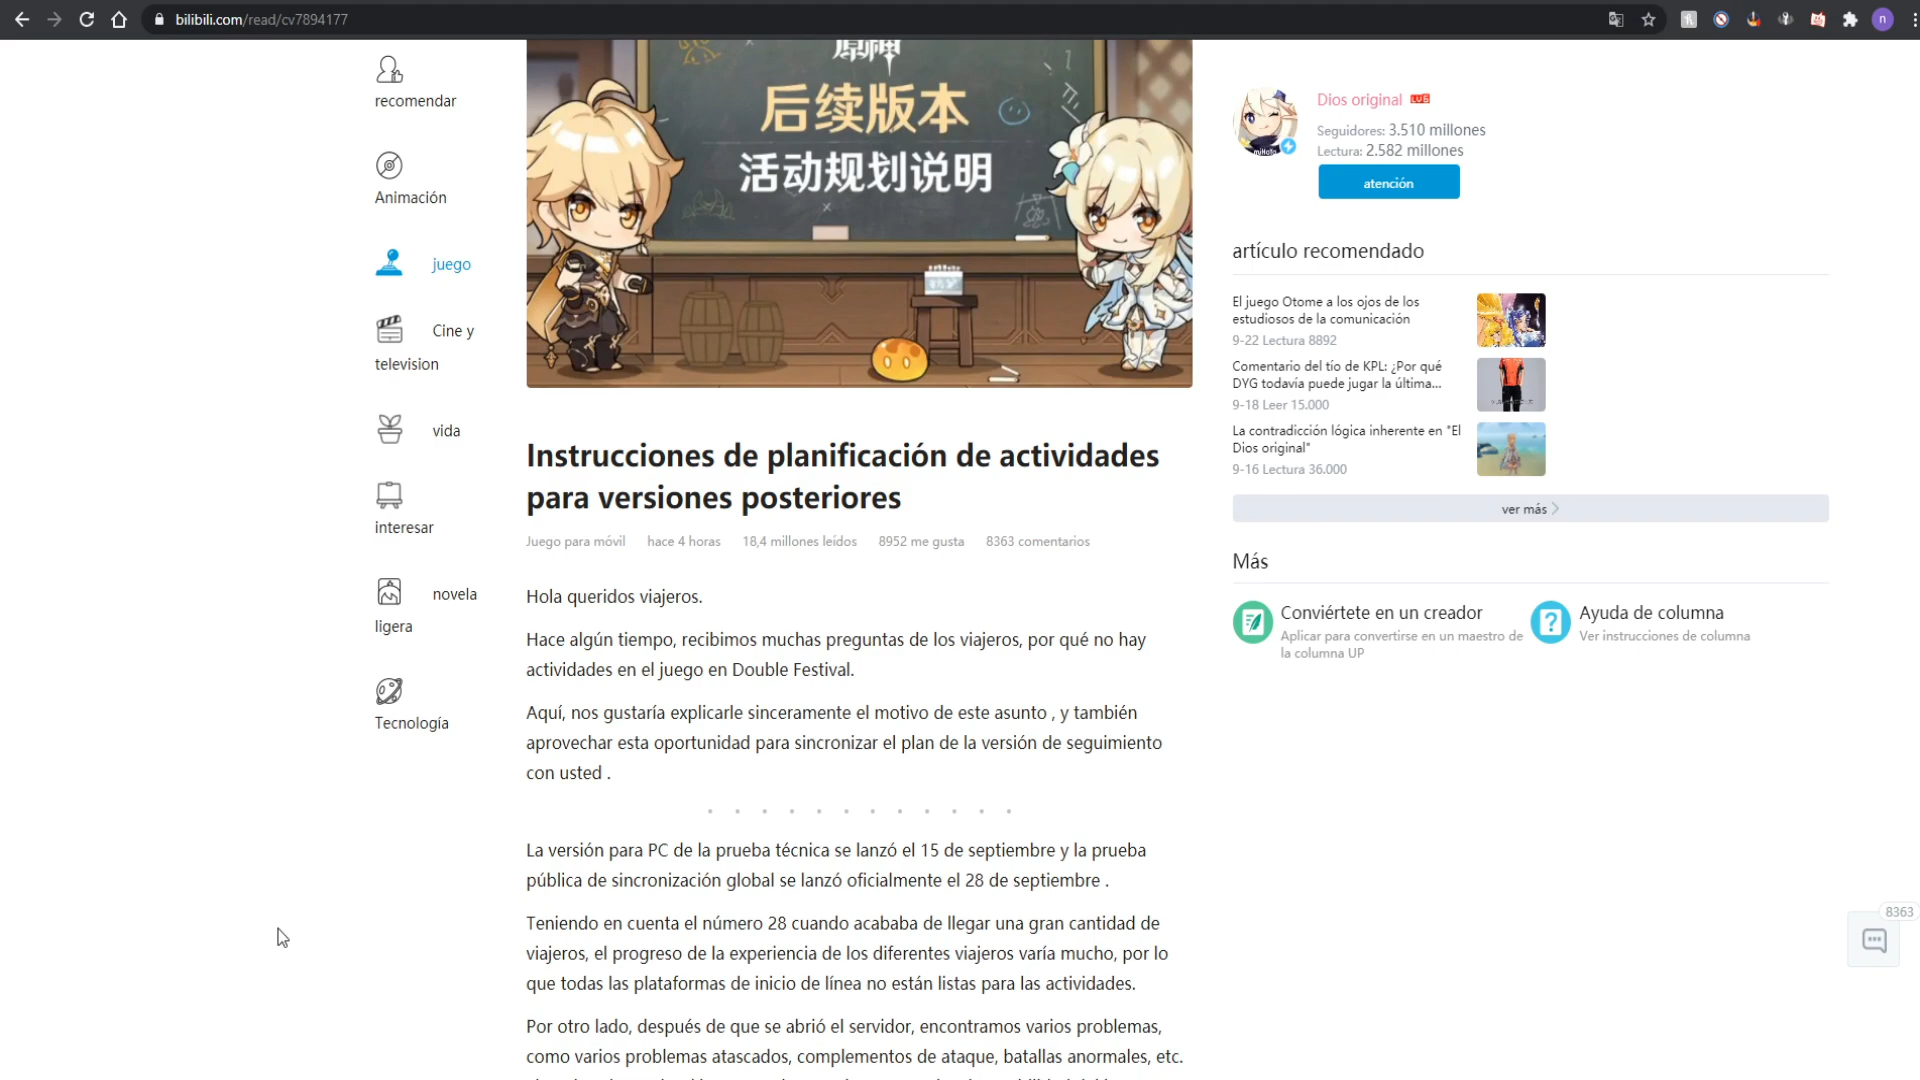 bilibili.com/read/cv7894177
n
recomendar
Animación
juego
Cine y
television
vida
interesar
novela
ligera
Tecnología
原神
后续版本
活动规划说明
Instrucciones de planificación de actividades
para versiones posteriores
Juego para móvil hace 4 horas 18,4 millones leídos 8952 me gusta 8363 comentarios
Hola queridos viajeros.
Hace algún tiempo, recibimos muchas preguntas de los viajeros, por qué no hay
actividades en el juego en Double Festival.
Aquí, nos gustaría explicarle sinceramente el motivo de este asunto , y también
aprovechar esta oportunidad para sincronizar el plan de la versión de seguimiento
con usted .
La versión para PC de la prueba técnica se lanzó el 15 de septiembre y la prueba
pública de sincronización global se lanzó oficialmente el 28 de septiembre .
Teniendo en cuenta el número 28 cuando acababa de llegar una gran cantidad de
viajeros, el progreso de la experiencia de los diferentes viajeros varía mucho, por lo
que todas las plataformas de inicio de línea no están listas para las actividades.
Por otro lado, después de que se abrió el servidor, encontramos varios problemas,
como varios problemas atascados, complementos de ataque, batallas anormales, etc.
miHoYo
Dios original LV6
Seguidores: 3.510 millones
Lectura: 2.582 millones
atención
artículo recomendado
El juego Otome a los ojos de los
estudiosos de la comunicación
9-22 Lectura 8892
Comentario del tío de KPL: ¿Por qué
DYG todavía puede jugar la última...
9-18 Leer 15.000
La contradicción lógica inherente en "El
Dios original"
9-16 Lectura 36.000
ver más
Más
Conviértete en un creador
Aplicar para convertirse en un maestro de
la columna UP
Ayuda de columna
Ver instrucciones de columna
8363